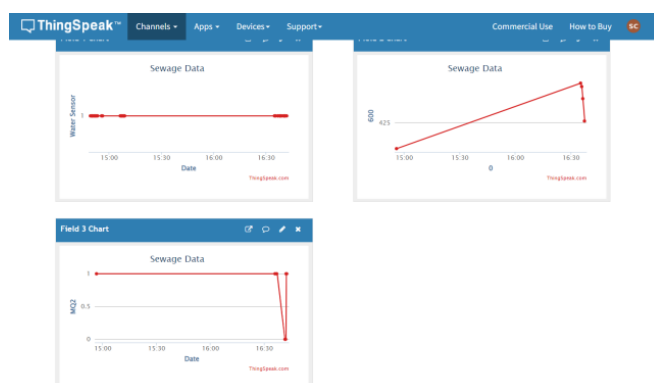 ThingSpeak™ Channels Apps Devices Support Commercial Use How to Buy SC
Sewage Data
Water Sensor
1
15:00 15:30 16:00 16:30
Date
ThingSpeak.com
Sewage Data
600
425
15:00 15:30 16:00 16:30
0
ThingSpeak.com
Field 3 Chart
Sewage Data
MQ2
1
0.5
0
15:00 15:30 16:00 16:30
Date
ThingSpeak.com